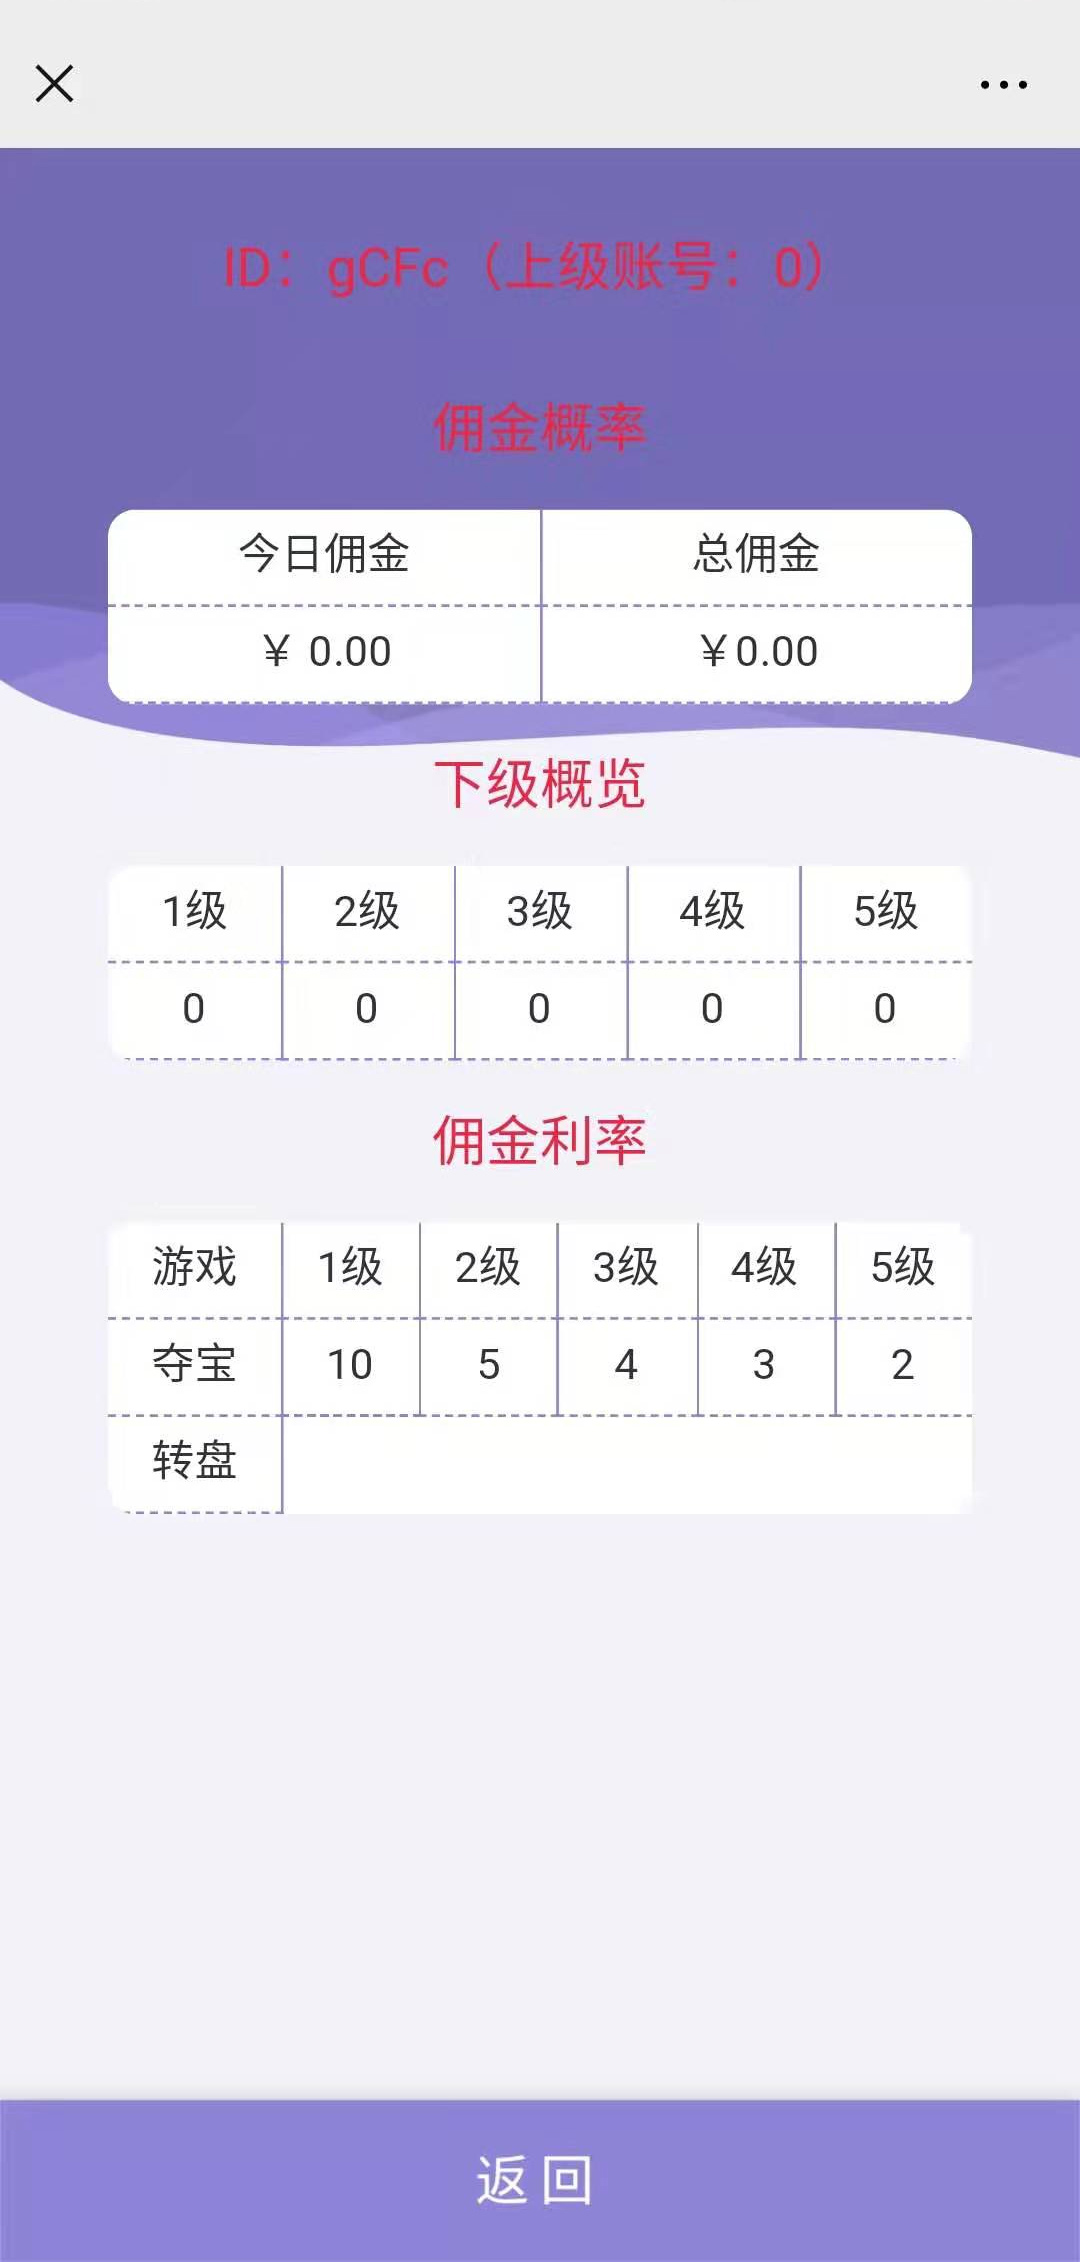 ID：gCFc（上级账号：0）
佣金概率
今日佣金 总佣金
￥ 0.00 ￥0.00
下级概览
1级 2级 3级 4级 5级
0 0 0 0 0
佣金利率
游戏 1级 2级 3级 4级 5级
夺宝 10 5 4 3 2
转盘
返回